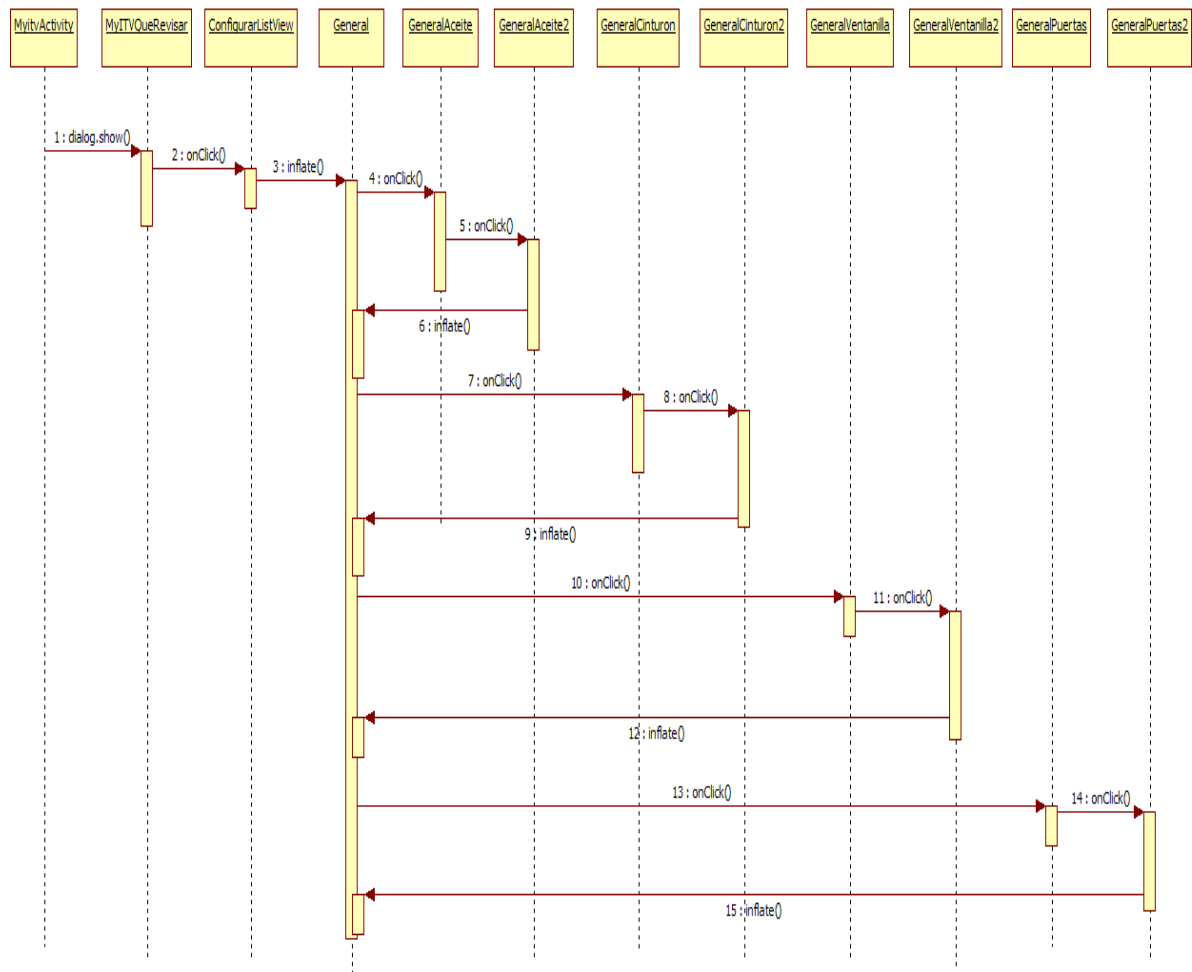 MyitvActivity
MyITVQueRevisar
ConfigurarListView
General
GeneralAceite
GeneralAceite2
GeneralCinturon
GeneralCinturon2
GeneralVentanilla
GeneralVentanilla2
GeneralPuertas
GeneralPuertas2
1 : dialog.show()
2 : onClick()
3 : inflate()
4 : onClick()
5 : onClick()
6 : inflate()
7 : onClick()
8 : onClick()
9 : inflate()
10 : onClick()
11 : onClick()
12 : inflate()
13 : onClick()
14 : onClick()
15 : inflate()